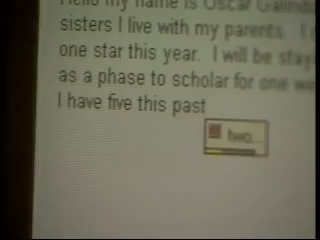 Hello my name is Oscar
sisters I live with my parents. I
one star this year. I will be stay
as a phase to scholar for one
I have five this past
two...